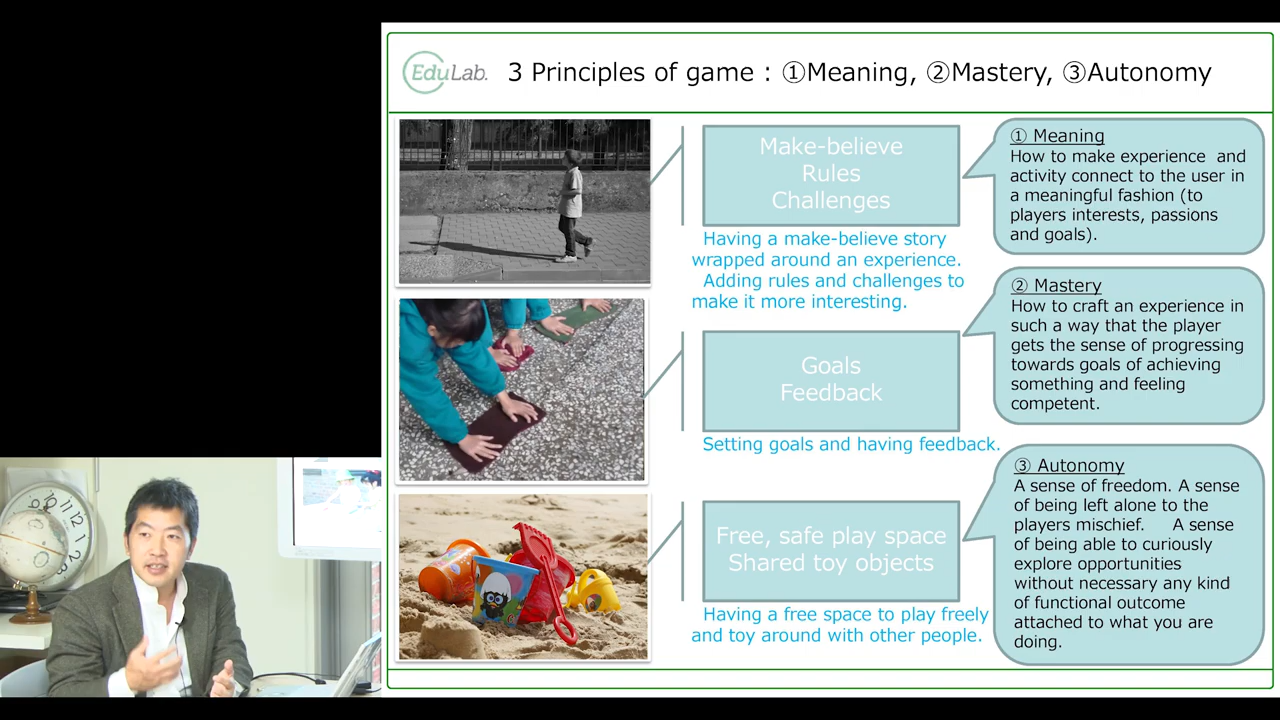 EduLab.
3 Principles of game : ①Meaning, ②Mastery, ③Autonomy
Make-believe
Rules
Challenges
Having a make-believe story
wrapped around an experience.
Adding rules and challenges to
make it more interesting.
① Meaning
How to make experience and
activity connect to the user in
a meaningful fashion (to
players interests, passions
and goals).
Goals
Feedback
Setting goals and having feedback.
② Mastery
How to craft an experience in
such a way that the player
gets the sense of progressing
towards goals of achieving
something and feeling
competent.
Free, safe play space
Shared toy objects
Having a free space to play freely
and toy around with other people.
③ Autonomy
A sense of freedom. A sense
of being left alone to the
players mischief. A sense
of being able to curiously
explore opportunities
without necessary any kind
of functional outcome
attached to what you are
doing.